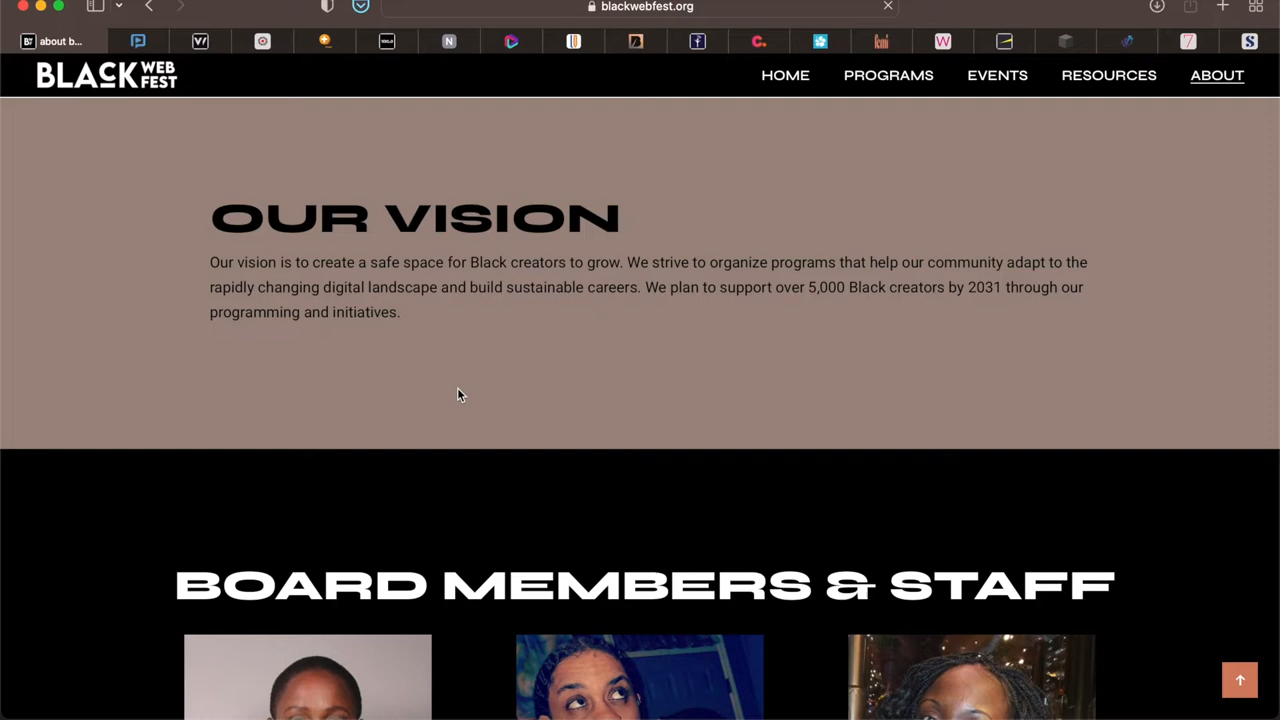 blackwebfest.org
about b...
BLACK WEB FEST
HOME PROGRAMS EVENTS RESOURCES ABOUT
OUR VISION
Our vision is to create a safe space for Black creators to grow. We strive to organize programs that help our community adapt to the
rapidly changing digital landscape and build sustainable careers. We plan to support over 5,000 Black creators by 2031 through our
programming and initiatives.
BOARD MEMBERS & STAFF